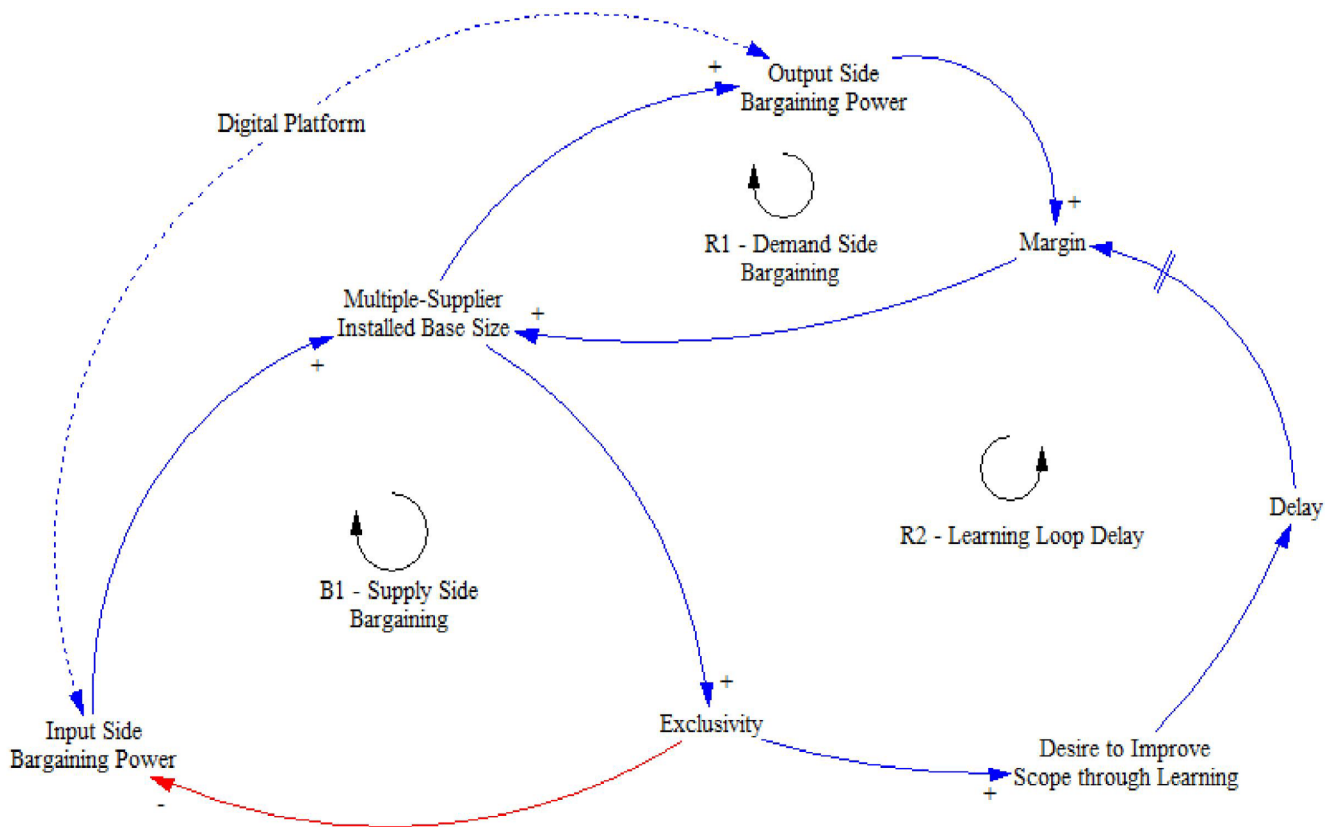 +
Output Side
Bargaining Power
Digital Platform
+
R1 - Demand Side
Bargaining
Margin
Multiple-Supplier
Installed Base Size
+
+
Delay
R2 - Learning Loop Delay
B1 - Supply Side
Bargaining
+
Exclusivity
Input Side
Bargaining Power
Desire to Improve
Scope through Learning
+
-